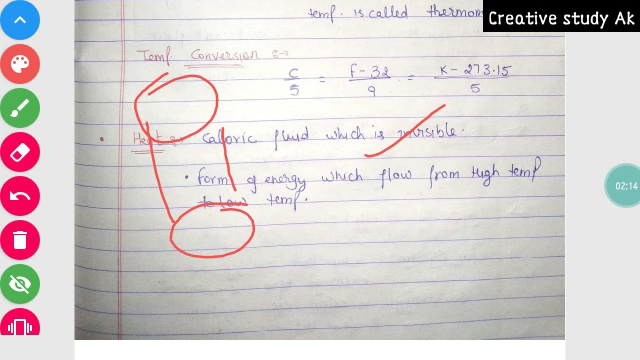 Creative study Ak
temp. is called thermom
Temp. Conversion :→
C/5 = F-32/9 = K-273.15/5
Heat :- Caloric fluid which is invisible.
• form of energy which flow from high temp
to low temp.
02:14